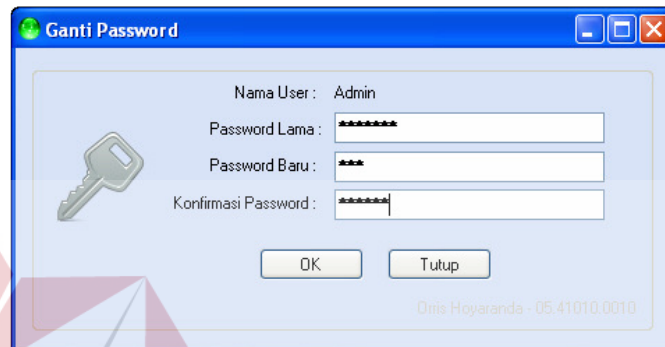 Ganti Password
Nama User : Admin
Password Lama : *******
Password Baru : ***
Konfirmasi Password : ******
OK Tutup
Dris Hoyaranda - 05.41010.0010